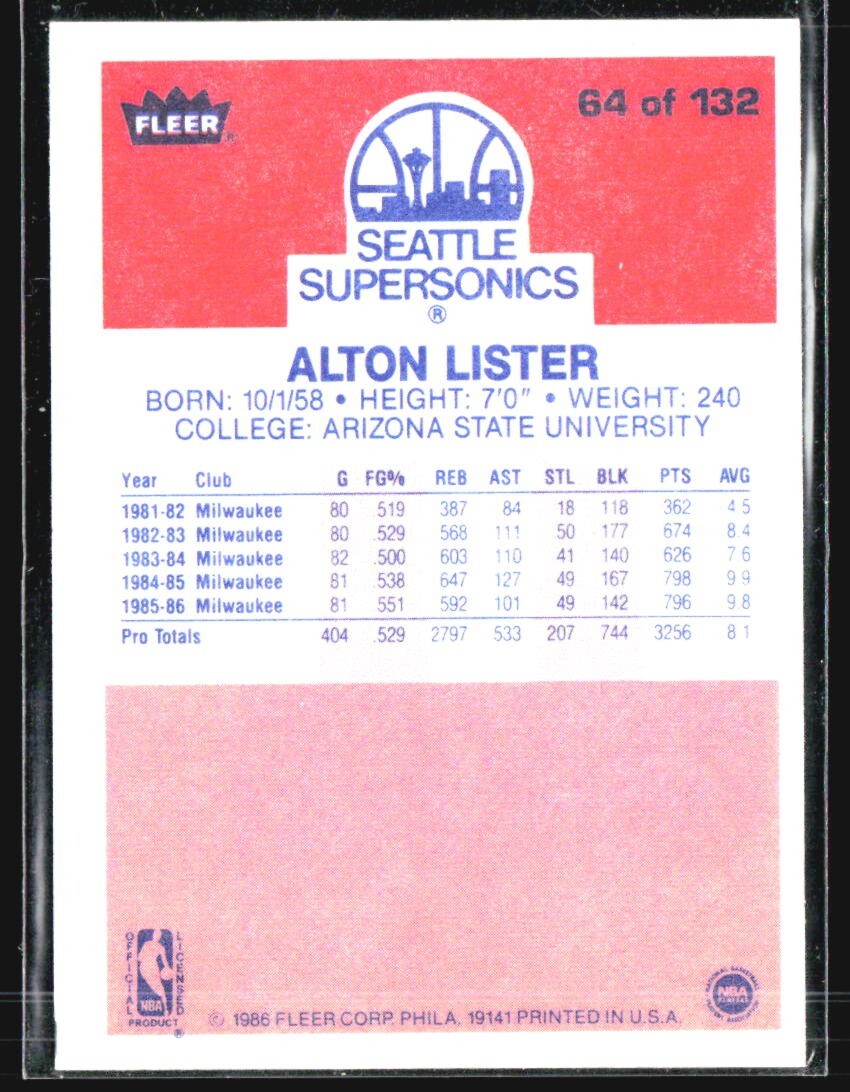 FLEER ®
64 of 132
SEATTLE
SUPERSONICS
®
ALTON LISTER
BORN: 10/1/58 • HEIGHT: 7'0" • WEIGHT: 240
COLLEGE: ARIZONA STATE UNIVERSITY
Year Club G FG% REB AST STL BLK PTS AVG
1981-82 Milwaukee 80 .519 387 84 18 118 362 4.5
1982-83 Milwaukee 80 .529 568 111 50 177 674 8.4
1983-84 Milwaukee 82 .500 603 110 41 140 626 7.6
1984-85 Milwaukee 81 .538 647 127 49 167 798 9.9
1985-86 Milwaukee 81 .551 592 101 49 142 796 9.8
Pro Totals 404 .529 2797 533 207 744 3256 8.1
OFFICIAL
LICENSED
NBA
PRODUCT ®
© 1986 FLEER CORP. PHILA. 19141 PRINTED IN U.S.A.
NATIONAL BASKETBALL
NBA
PLAYERS
ASSOCIATION